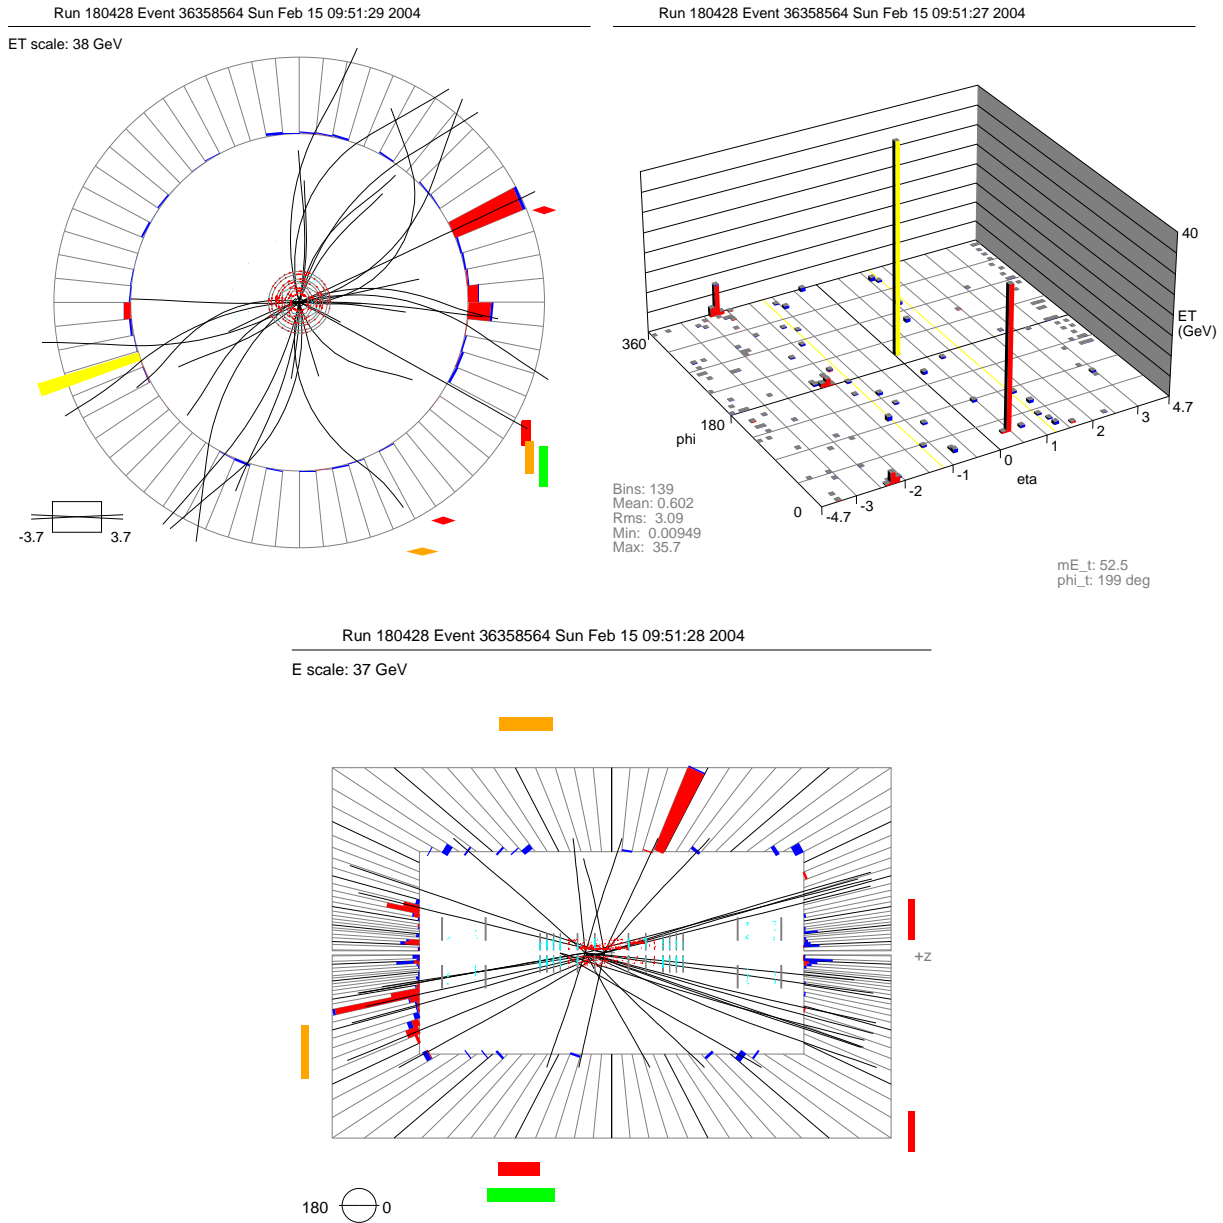 Run 180428 Event 36358564 Sun Feb 15 09:51:29 2004
ET scale: 38 GeV
-3.7 3.7
Run 180428 Event 36358564 Sun Feb 15 09:51:27 2004
40
ET
(GeV)
360
180
phi
0
-4.7
-3
-2
-1
0
1
2
3
4.7
eta
Bins: 139
Mean: 0.602
Rms: 3.09
Min: 0.00949
Max: 35.7
mE_t: 52.5
phi_t: 199 deg
Run 180428 Event 36358564 Sun Feb 15 09:51:28 2004
E scale: 37 GeV
+z
180 0